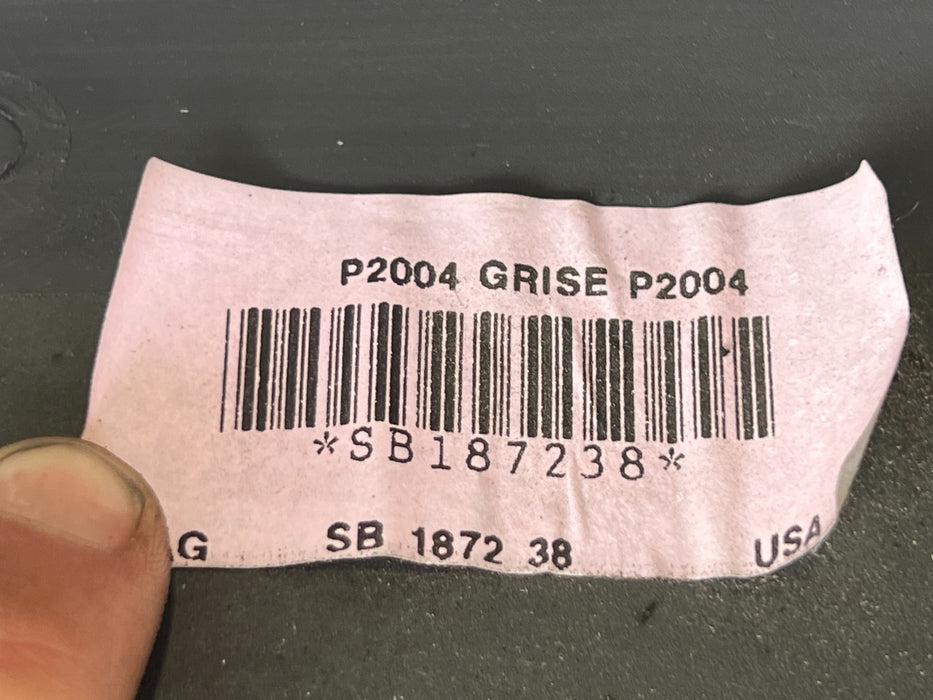 P2004 GRISE P2004
*SB187238*
G SB 1872 38 USA